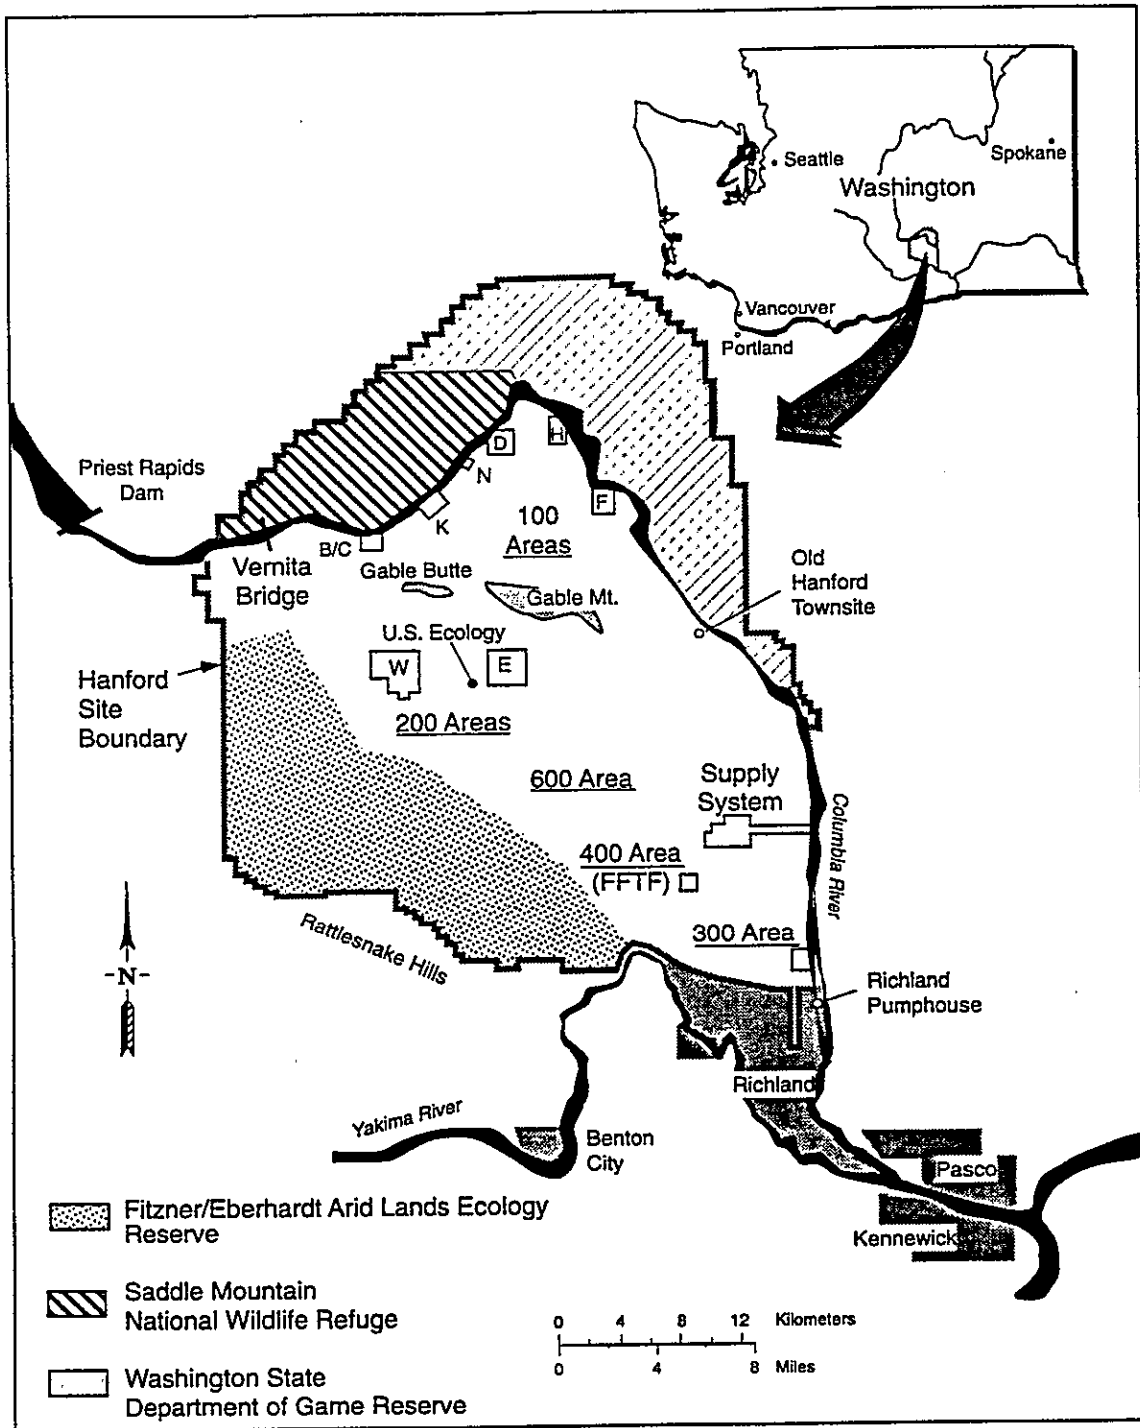 Seattle
Spokane
Washington
Vancouver
Portland
Priest Rapids
Dam
D
H
N
K
F
B/C
100
Areas
Vernita
Bridge
Gable Butte
Gable Mt.
Old
Hanford
Townsite
U.S. Ecology
W
E
Hanford
Site
Boundary
200 Areas
600 Area
Supply
System
Columbia River
400 Area
(FFTF)
300 Area
Rattlesnake Hills
-N-
Richland
Pumphouse
Richland
Yakima River
Benton
City
Pasco
Kennewick
Fitzner/Eberhardt Arid Lands Ecology
Reserve
Saddle Mountain
National Wildlife Refuge
Washington State
Department of Game Reserve
0 4 8 12 Kilometers
0 4 8 Miles